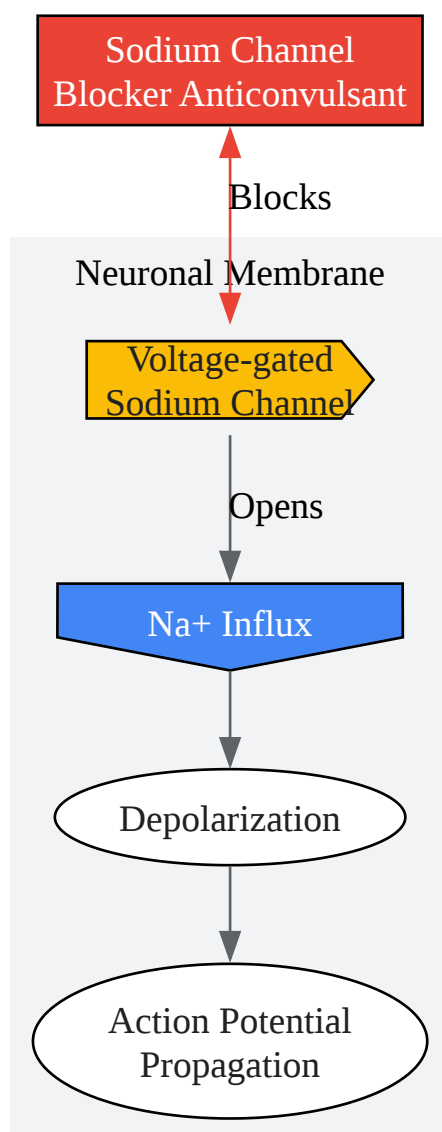 Sodium Channel
Blocker Anticonvulsant
Blocks
Neuronal Membrane
Voltage-gated
Sodium Channel
Opens
Na+ Influx
Depolarization
Action Potential
Propagation